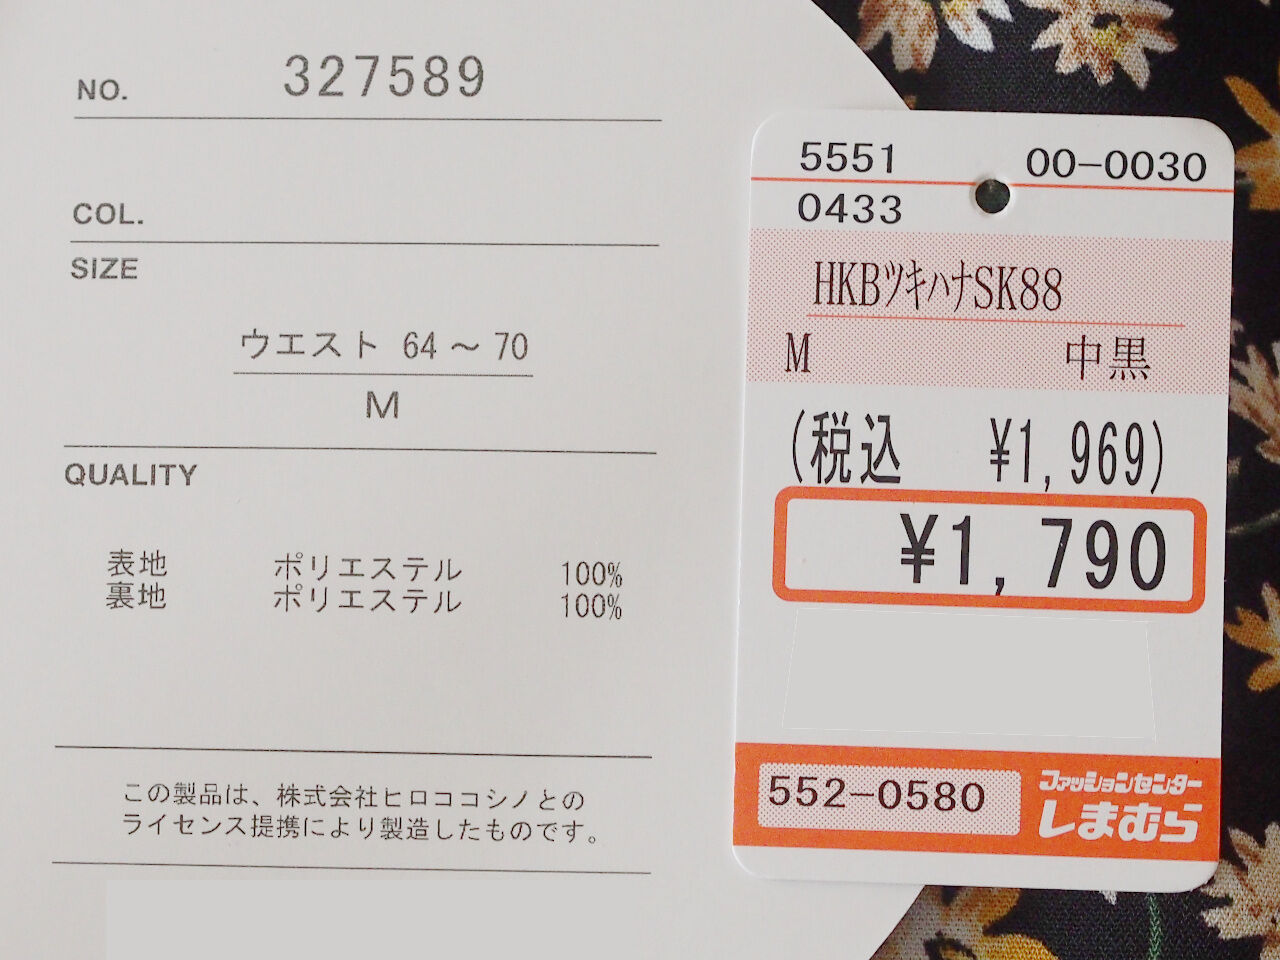 NO. 327589
COL.
SIZE
ウエスト 64～70
M
QUALITY
表地 ポリエステル 100%
裏地 ポリエステル 100%
この製品は、株式会社ヒロココシノとの
ライセンス提携により製造したものです。
5551 00-0030
0433
HKBツキハナSK88
M 中黒
(税込 ¥1,969)
¥1,790
552-0580
ファッションセンター
しまむら